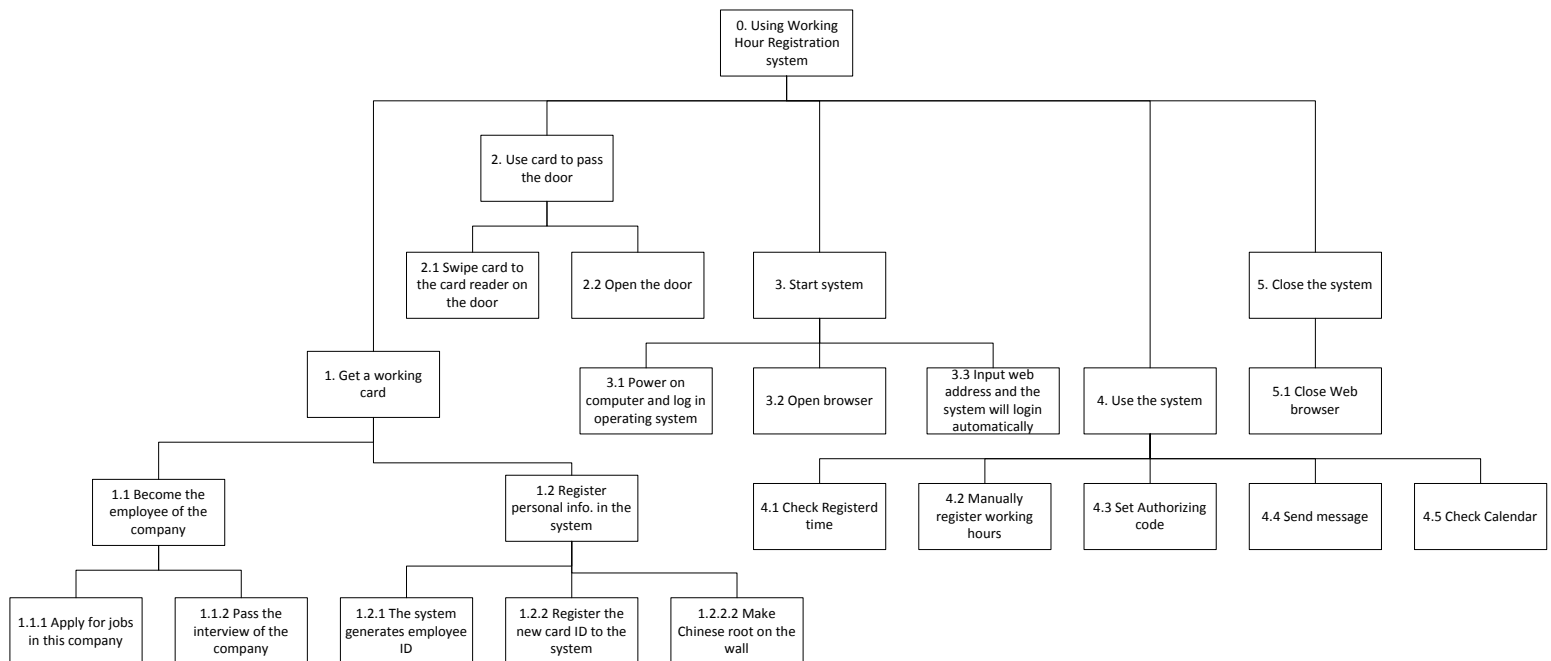 0. Using Working
Hour Registration
system
2. Use card to pass
the door
2.1 Swipe card to
the card reader on
the door
2.2 Open the door
3. Start system
5. Close the system
1. Get a working
card
3.1 Power on
computer and log in
operating system
3.2 Open browser
3.3 Input web
address and the
system will login
automatically
4. Use the system
5.1 Close Web
browser
1.1 Become the
employee of the
company
1.2 Register
personal info. in the
system
4.1 Check Registerd
time
4.2 Manually
register working
hours
4.3 Set Authorizing
code
4.4 Send message
4.5 Check Calendar
1.1.1 Apply for jobs
in this company
1.1.2 Pass the
interview of the
company
1.2.1 The system
generates employee
ID
1.2.2 Register the
new card ID to the
system
1.2.2.2 Make
Chinese root on the
wall